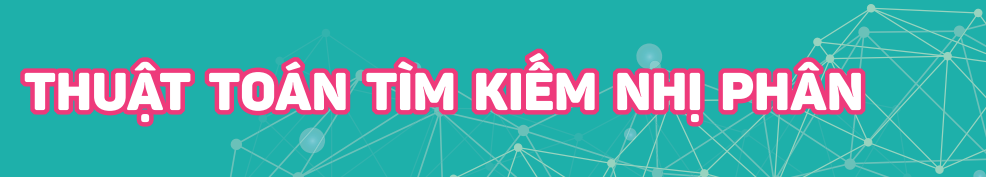 THUẬT TOÁN TÌM KIẾM NHỊ PHÂN